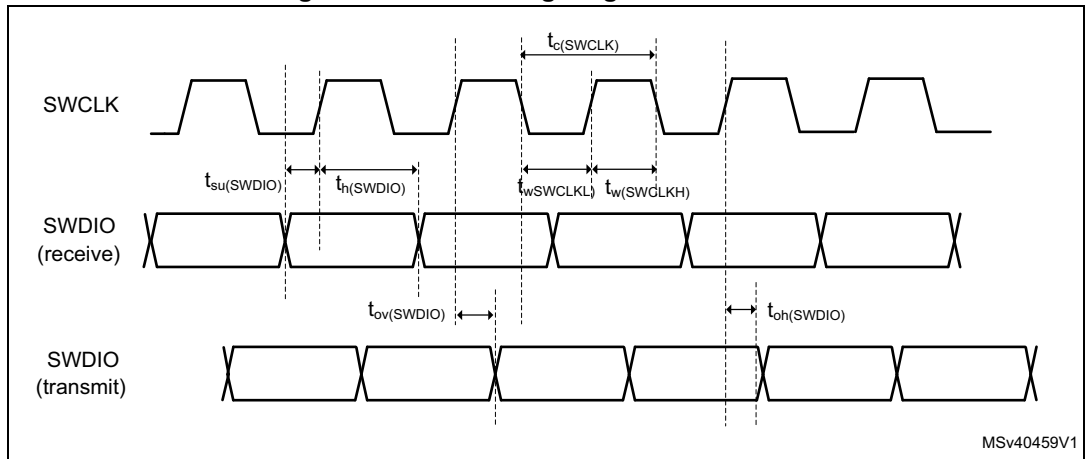 tc(SWCLK)
SWCLK
tsu(SWDIO) th(SWDIO) twSWCLKL) tw(SWCLKH)
SWDIO
(receive)
tov(SWDIO) toh(SWDIO)
SWDIO
(transmit)
MSv40459V1